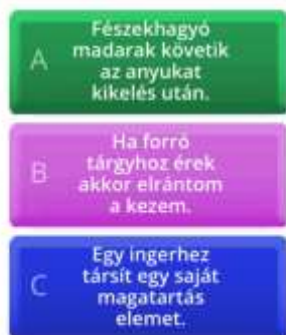 A
Fészekhagyó
madarak követik
az anyukat
kikelés után.
B
Ha forró
tárgyhoz érek
akkor elrántom
a kezem.
C
Egy ingerhez
társít egy saját
magatartás
elemet.